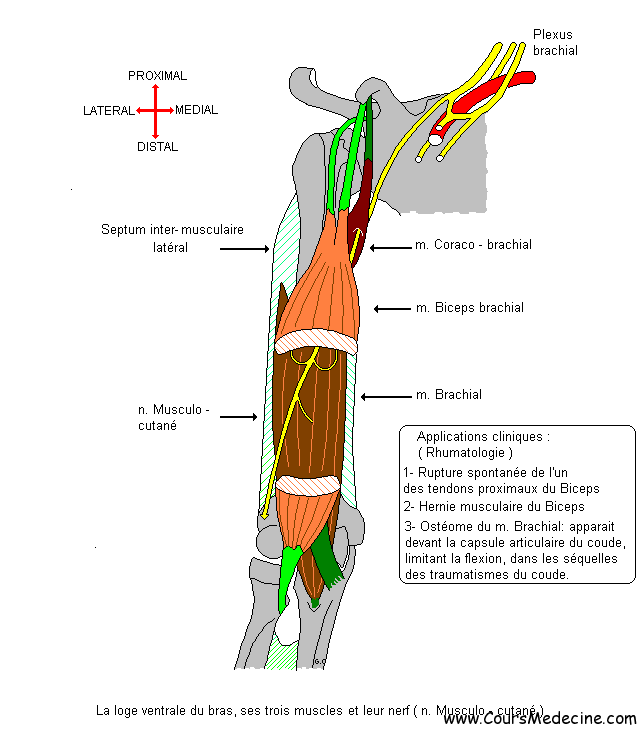 Plexus
brachial
PROXIMAL
LATERAL
MEDIAL
DISTAL
Septum inter-musculaire
latéral
m. Coraco - brachial
m. Biceps brachial
m. Brachial
n. Musculo -
cutané
Applications cliniques :
( Rhumatologie )
1- Rupture spontanée de l'un
des tendons proximaux du Biceps
2- Hernie musculaire du Biceps
3- Ostéome du m. Brachial: apparait
devant la capsule articulaire du coude,
limitant la flexion, dans les séquelles
des traumatismes du coude.
La loge ventrale du bras, ses trois muscles et leur nerf ( n. Musculo - cutané )
www.CoursMedecine.com